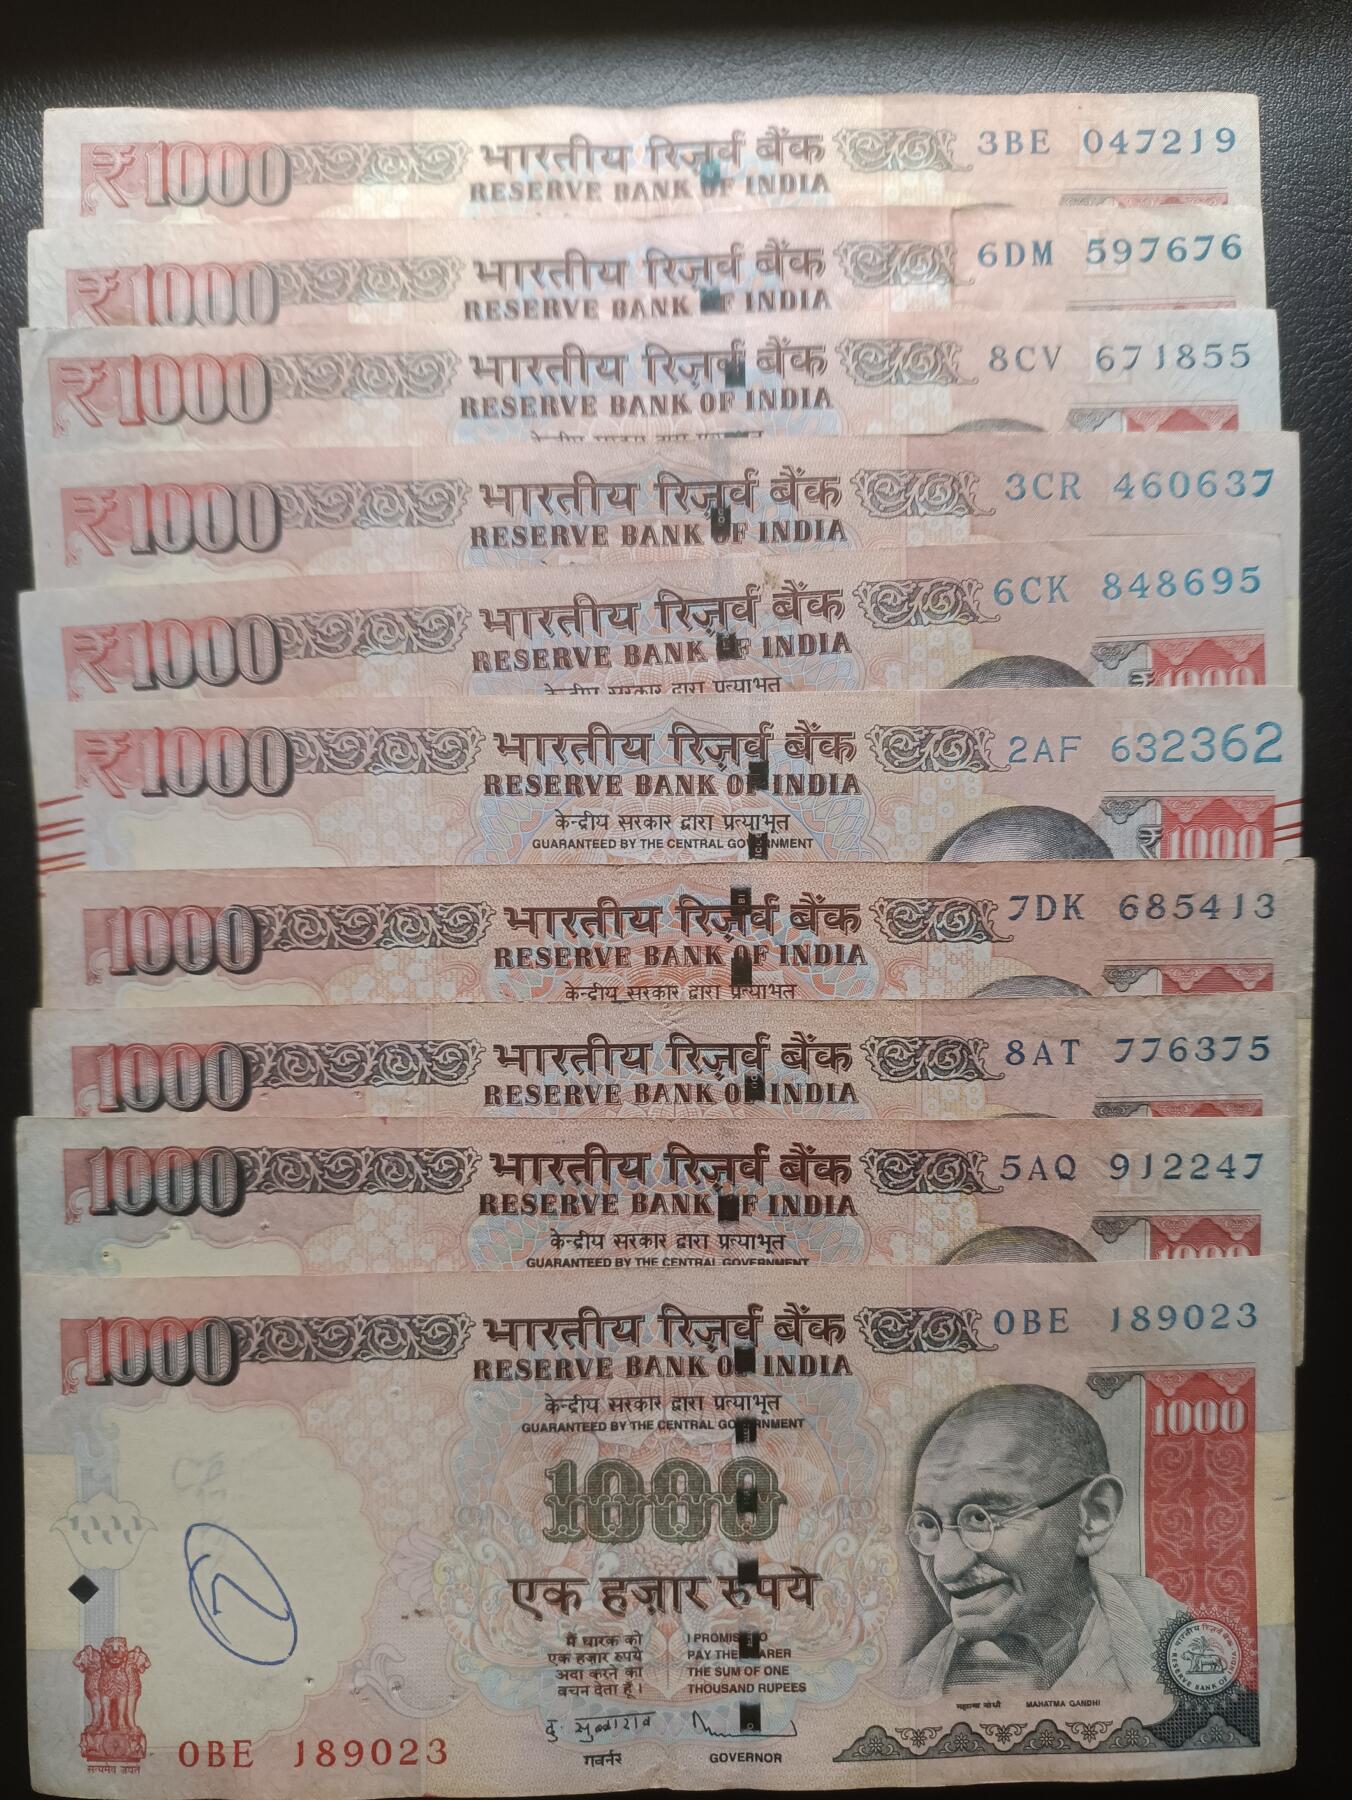 ₹1000 भारतीय रिज़र्व बैंक 3BE 047219
RESERVE BANK OF INDIA
₹1000 भारतीय रिज़र्व बैंक 6DM 597676
RESERVE BANK OF INDIA
₹1000 भारतीय रिज़र्व बैंक 8CV 671855
RESERVE BANK OF INDIA
₹1000 भारतीय रिज़र्व बैंक 3CR 460637
RESERVE BANK OF INDIA
₹1000 भारतीय रिज़र्व बैंक 6CK 848695
RESERVE BANK OF INDIA
केन्द्रीय सरकार द्वारा प्रत्याभूत ₹1000
₹1000 भारतीय रिज़र्व बैंक 2AF 632362
RESERVE BANK OF INDIA
केन्द्रीय सरकार द्वारा प्रत्याभूत ₹1000
GUARANTEED BY THE CENTRAL GOVERNMENT
1000 भारतीय रिज़र्व बैंक 7DK 685413
RESERVE BANK OF INDIA
केन्द्रीय सरकार द्वारा प्रत्याभूत
1000 भारतीय रिज़र्व बैंक 8AT 776375
RESERVE BANK OF INDIA
1000 भारतीय रिज़र्व बैंक 5AQ 912247
RESERVE BANK OF INDIA
केन्द्रीय सरकार द्वारा प्रत्याभूत 1000
GUARANTEED BY THE CENTRAL GOVERNMENT
1000 भारतीय रिज़र्व बैंक 0BE 189023
RESERVE BANK OF INDIA
केन्द्रीय सरकार द्वारा प्रत्याभूत
GUARANTEED BY THE CENTRAL GOVERNMENT 1000
1000
एक हज़ार रुपये
मैं धारक को
एक हज़ार रुपये
अदा करने का
वचन देता हूँ।
I PROMISE TO
PAY THE BEARER
THE SUM OF ONE
THOUSAND RUPEES
भारतीय रिज़र्व बैंक
RESERVE BANK OF INDIA
महात्मा गांधी MAHATMA GANDHI
दु. सुब्बाराव
गवर्नर GOVERNOR
0BE 189023
सत्यमेव जयते